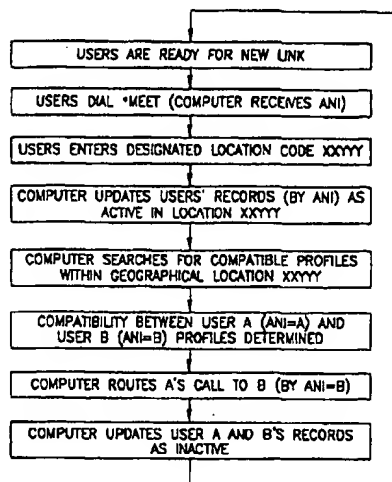 USERS ARE READY FOR NEW LINK
USERS DIAL *MEET (COMPUTER RECEIVES ANI)
USERS ENTERS DESIGNATED LOCATION CODE XXYYY
COMPUTER UPDATES USERS' RECORDS (BY ANI) AS
ACTIVE IN LOCATION XXYYY
COMPUTER SEARCHES FOR COMPATIBLE PROFILES
WITHIN GEOGRAPHICAL LOCATION XXYYY
COMPATIBILITY BETWEEN USER A (ANI=A) AND
USER B (ANI=B) PROFILES DETERMINED
COMPUTER ROUTES A'S CALL TO B (BY ANI=B)
COMPUTER UPDATES USER A AND B'S RECORDS
AS INACTIVE